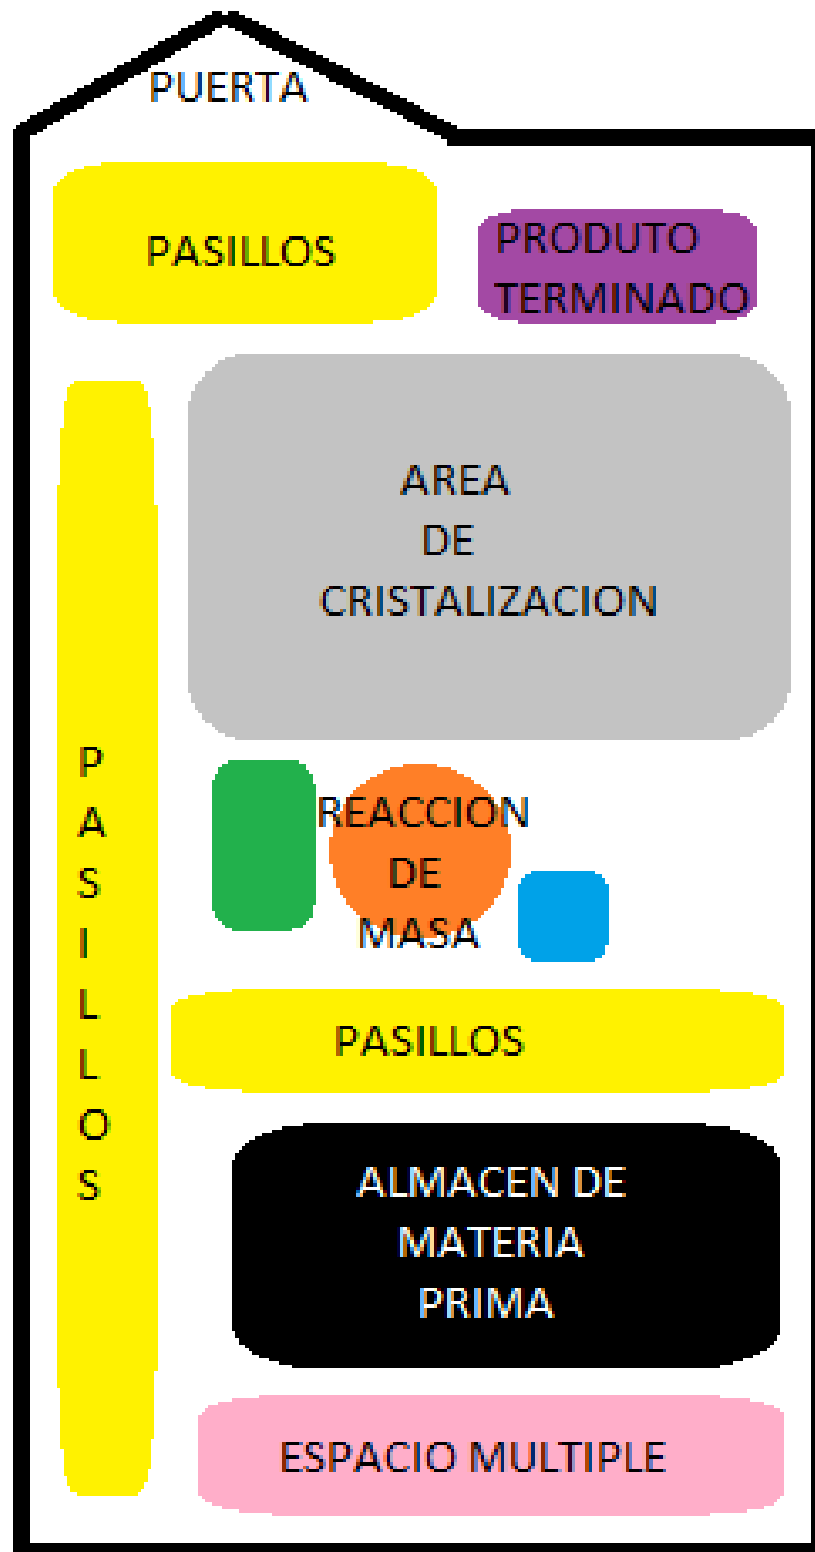 PUERTA
PASILLOS
PRODUTO
TERMINADO
AREA
DE
CRISTALIZACION
P
A
S
I
L
L
O
S
REACCION
DE
MASA
PASILLOS
ALMACEN DE
MATERIA
PRIMA
ESPACIO MULTIPLE